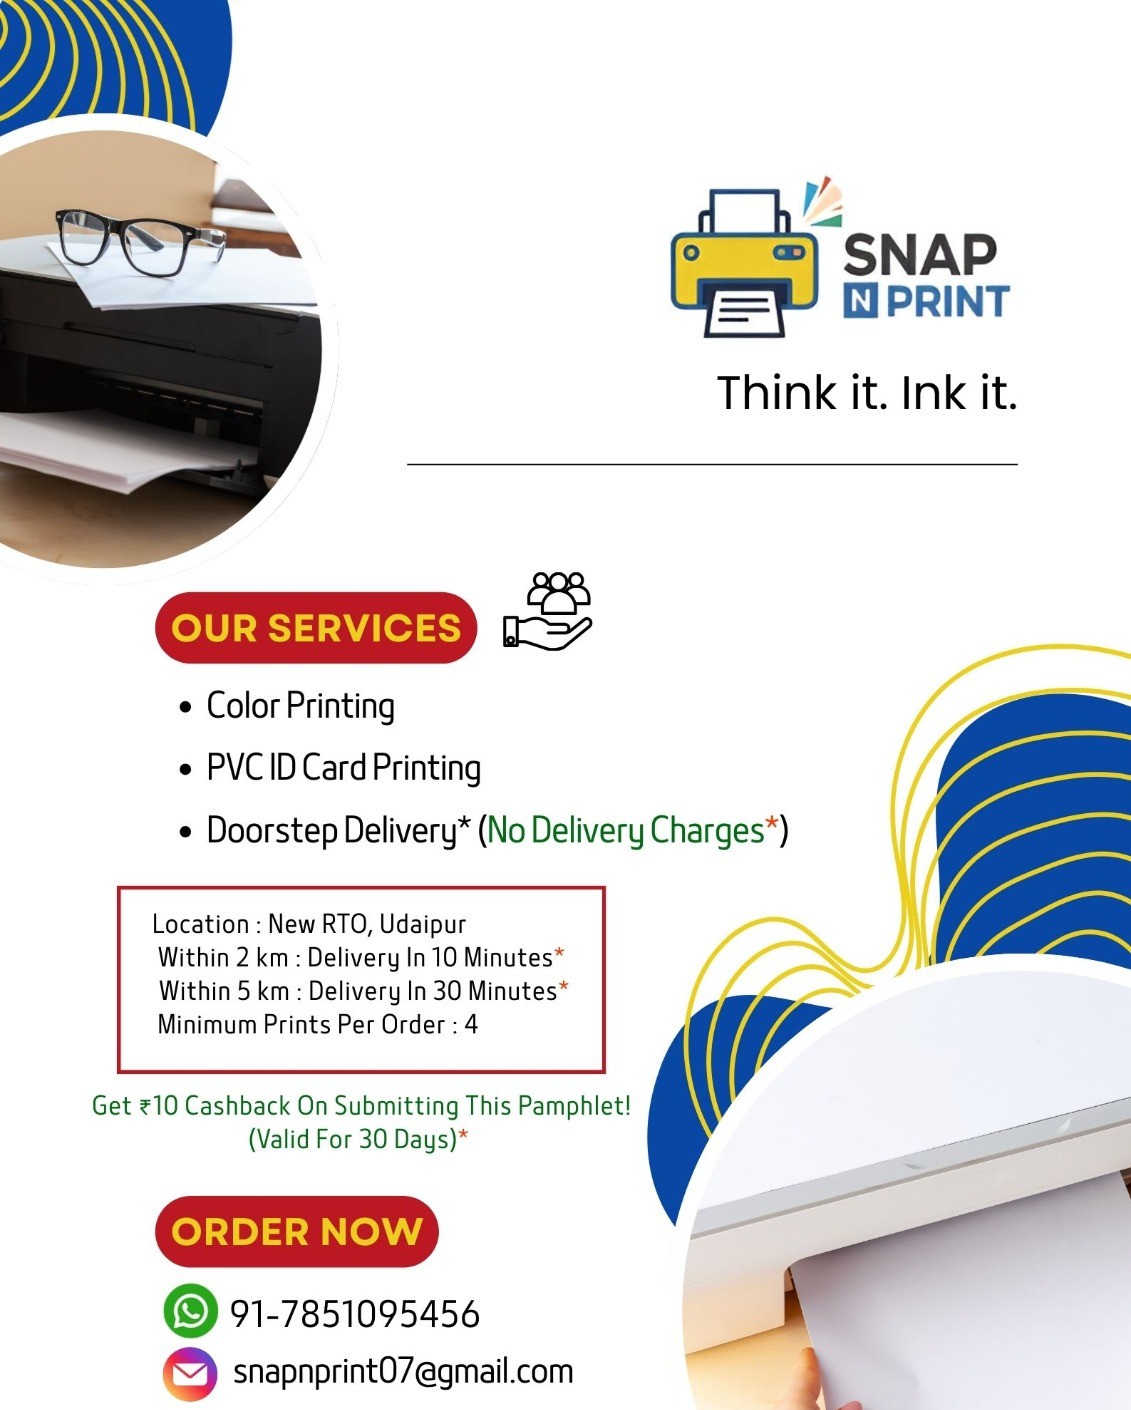 SNAP
N PRINT
Think it. Ink it.
OUR SERVICES
• Color Printing
• PVC ID Card Printing
• Doorstep Delivery* (No Delivery Charges*)
Location : New RTO, Udaipur
Within 2 km : Delivery In 10 Minutes*
Within 5 km : Delivery In 30 Minutes*
Minimum Prints Per Order : 4
Get ₹10 Cashback On Submitting This Pamphlet!
(Valid For 30 Days)*
ORDER NOW
91-7851095456
snapnprint07@gmail.com